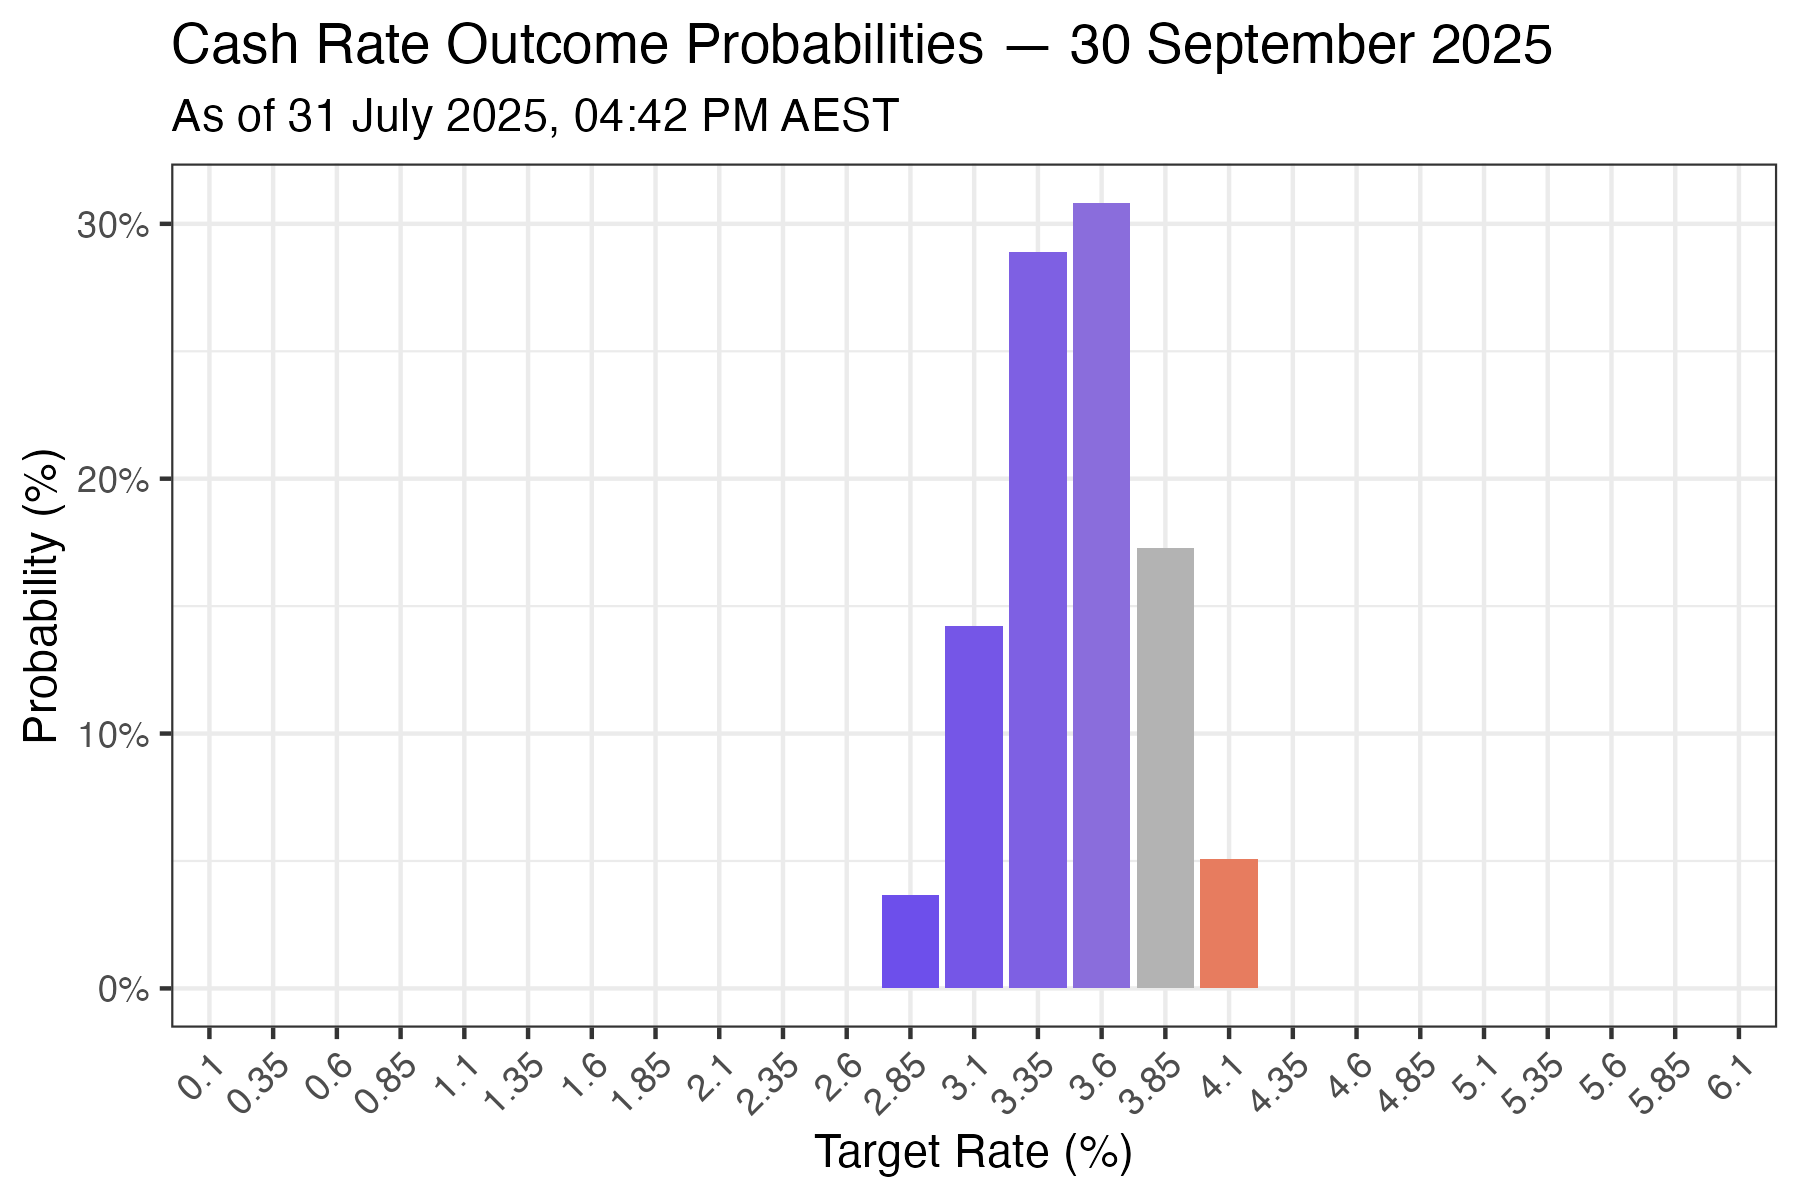 Cash Rate Outcome Probabilities — 30 September 2025
As of 31 July 2025, 04:42 PM AEST
Probability (%)
30%
20%
10%
0%
0.1 0.35 0.6 0.85 1.1 1.35 1.6 1.85 2.1 2.35 2.6 2.85 3.1 3.35 3.6 3.85 4.1 4.35 4.6 4.85 5.1 5.35 5.6 5.85 6.1
Target Rate (%)